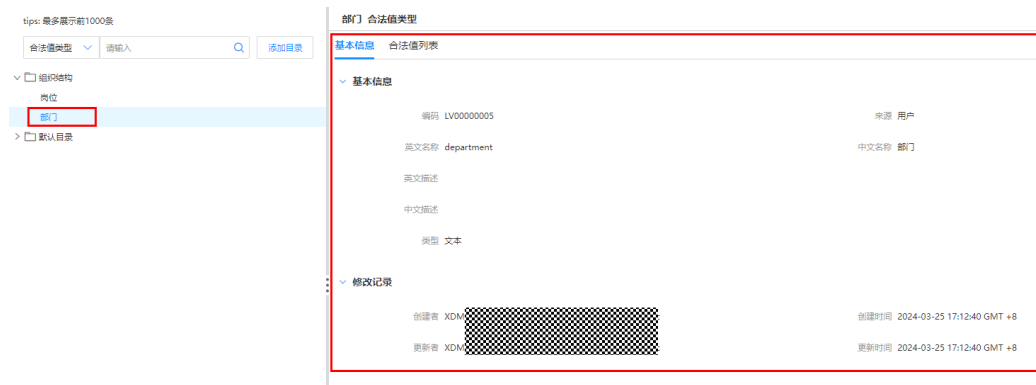 tips: 最多展示前1000条
合法值类型 请输入 添加目录
组织结构
岗位
部门
默认目录
部门 合法值类型
基本信息 合法值列表
基本信息
编码 LV00000005 来源 用户
英文名称 department 中文名称 部门
英文描述
中文描述
类型 文本
修改记录
创建者 XDM 创建时间 2024-03-25 17:12:40 GMT +8
更新者 XDM 更新时间 2024-03-25 17:12:40 GMT +8